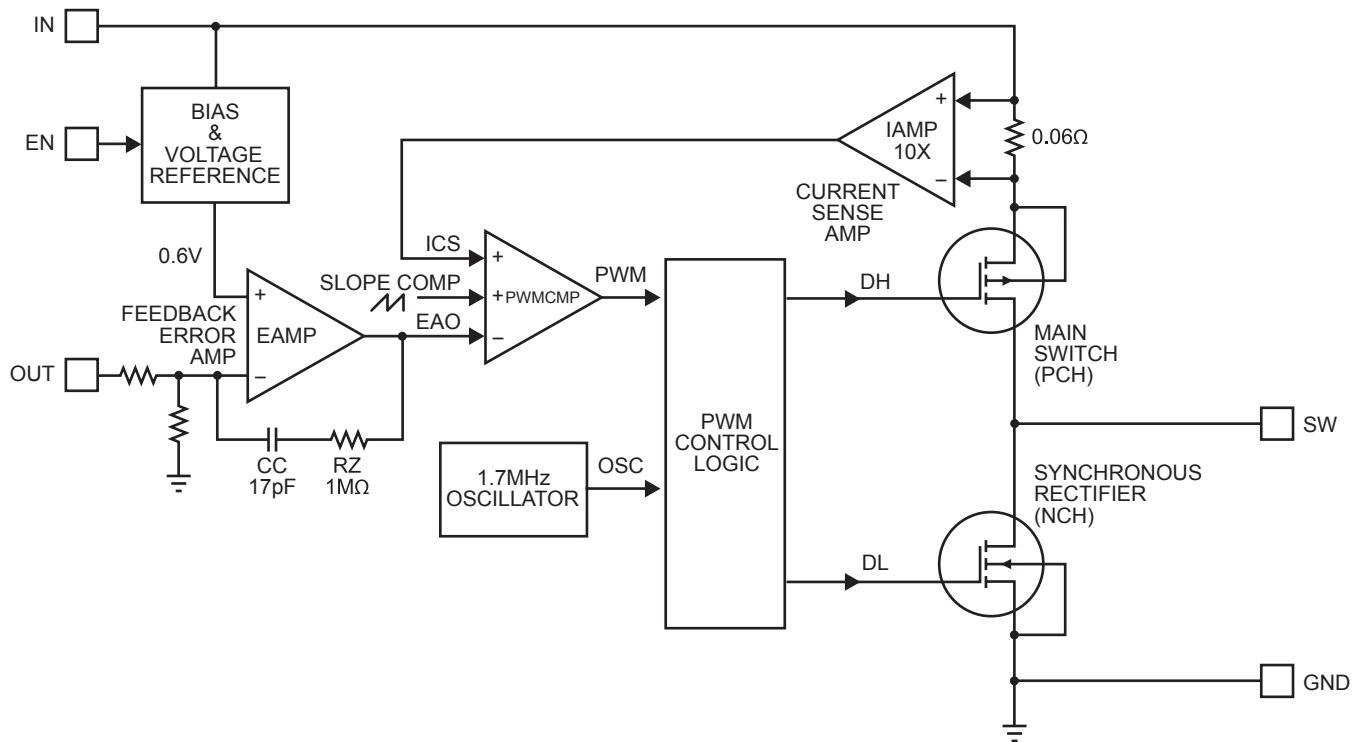 IN
BIAS
&
VOLTAGE
REFERENCE
EN
+
IAMP
10X
–
0.06Ω
CURRENT
SENSE
AMP
0.6V
ICS
+
SLOPE COMP
+
PWMCMP
EAO
–
PWM
DH
FEEDBACK
ERROR
AMP
+
EAMP
–
OUT
MAIN
SWITCH
(PCH)
CC
17pF
RZ
1MΩ
1.7MHz
OSCILLATOR
OSC
PWM
CONTROL
LOGIC
SW
SYNCHRONOUS
RECTIFIER
(NCH)
DL
GND